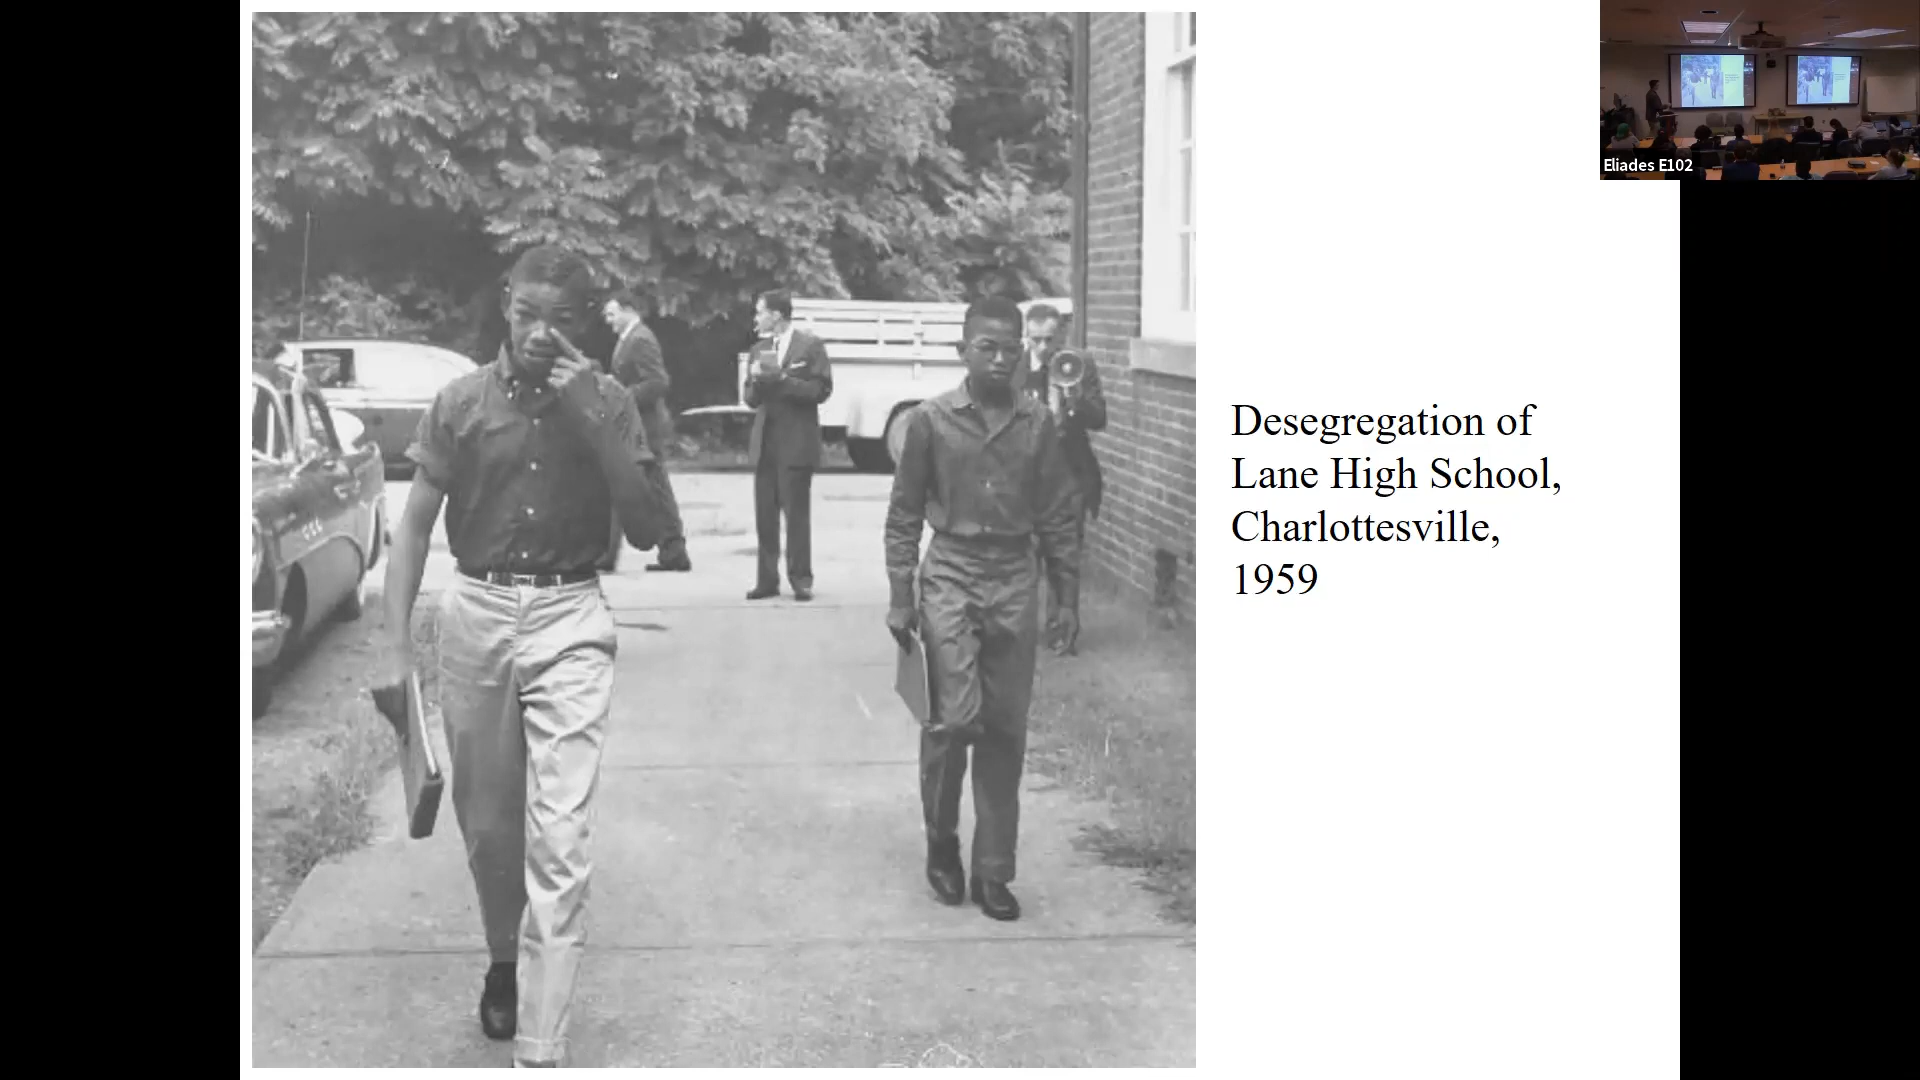 Desegregation of
Lane High School,
Charlottesville,
1959
Eliades E102